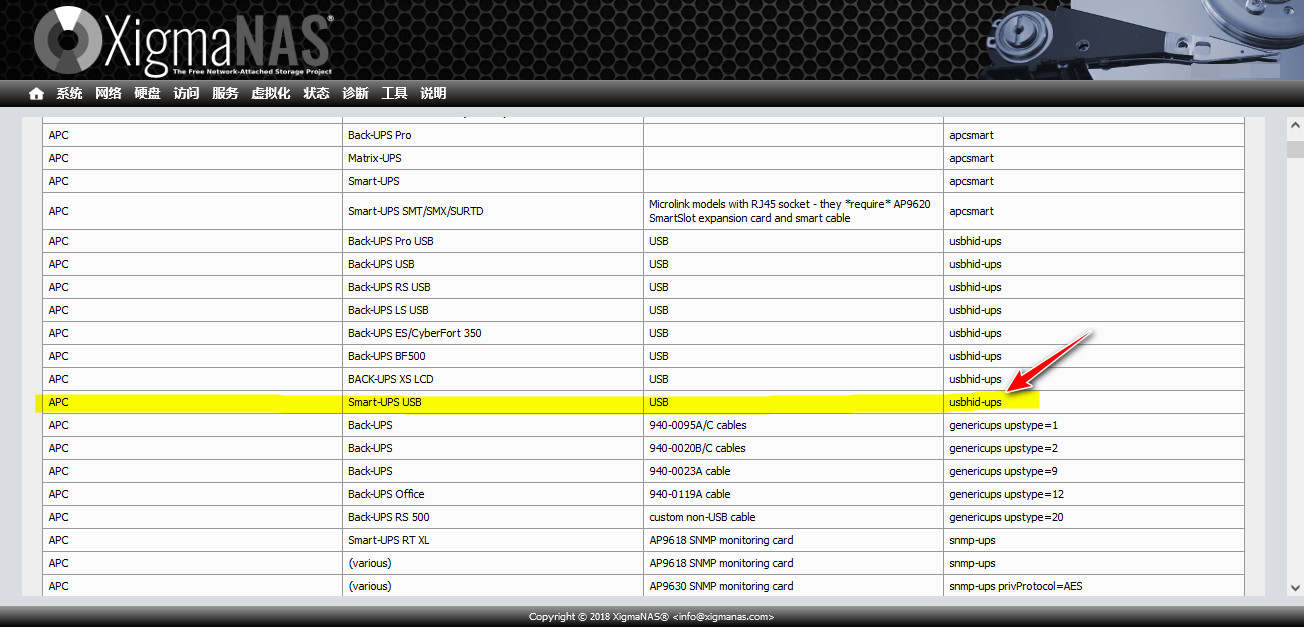 XigmaNAS®
The Free Network-Attached Storage Project
系统 网络 硬盘 访问 服务 虚拟化 状态 诊断 工具 说明
APC Back-UPS Pro apcsmart
APC Matrix-UPS apcsmart
APC Smart-UPS apcsmart
APC Smart-UPS SMT/SMX/SURTD Microlink models with RJ45 socket - they *require* AP9620
SmartSlot expansion card and smart cable apcsmart
APC Back-UPS Pro USB USB usbhid-ups
APC Back-UPS USB USB usbhid-ups
APC Back-UPS RS USB USB usbhid-ups
APC Back-UPS LS USB USB usbhid-ups
APC Back-UPS ES/CyberFort 350 USB usbhid-ups
APC Back-UPS BF500 USB usbhid-ups
APC BACK-UPS XS LCD USB usbhid-ups
APC Smart-UPS USB USB usbhid-ups
APC Back-UPS 940-0095A/C cables genericups upstype=1
APC Back-UPS 940-0020B/C cables genericups upstype=2
APC Back-UPS 940-0023A cable genericups upstype=9
APC Back-UPS Office 940-0119A cable genericups upstype=12
APC Back-UPS RS 500 custom non-USB cable genericups upstype=20
APC Smart-UPS RT XL AP9618 SNMP monitoring card snmp-ups
APC (various) AP9618 SNMP monitoring card snmp-ups
APC (various) AP9630 SNMP monitoring card snmp-ups privProtocol=AES
Copyright © 2018 XigmaNAS® <info@xigmanas.com>